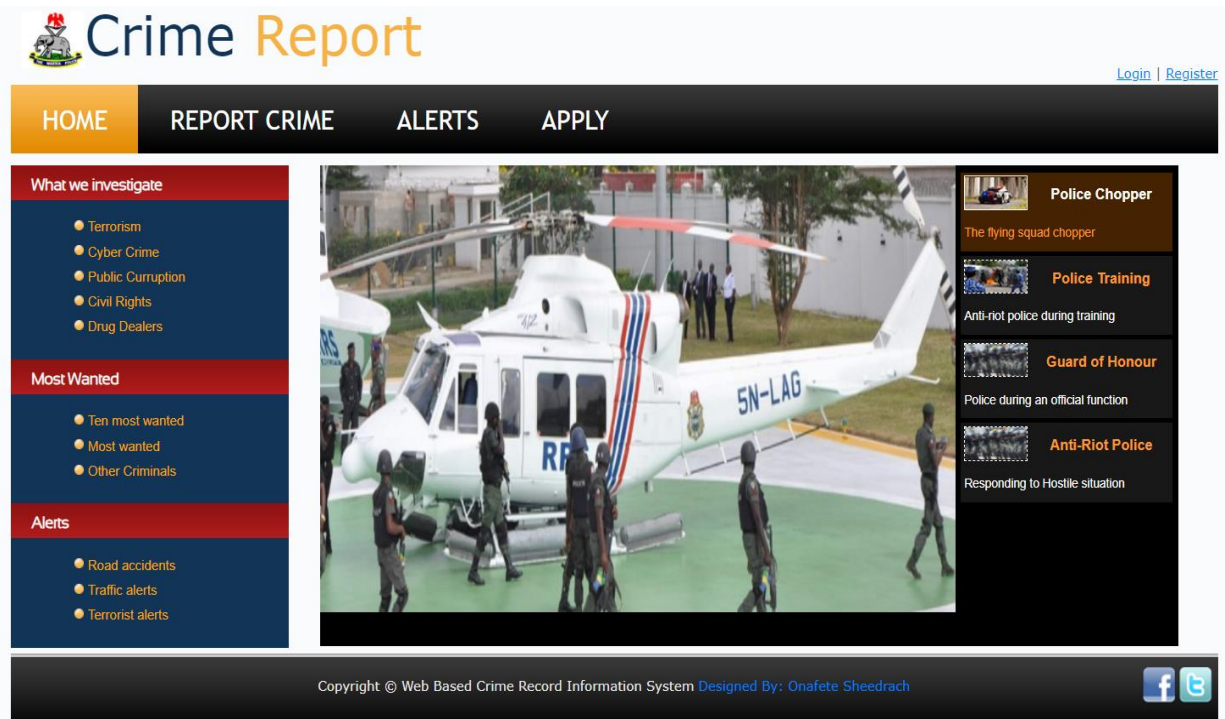 Crime Report
Login | Register
HOME REPORT CRIME ALERTS APPLY
What we investigate
Terrorism
Cyber Crime
Public Curruption
Civil Rights
Drug Dealers
Most Wanted
Ten most wanted
Most wanted
Other Criminals
Alerts
Road accidents
Traffic alerts
Terrorist alerts
412
5N-LAG
Police Chopper
The flying squad chopper
Police Training
Anti-riot police during training
Guard of Honour
Police during an official function
Anti-Riot Police
Responding to Hostile situation
Copyright © Web Based Crime Record Information System Designed By: Onafete Sheedrach